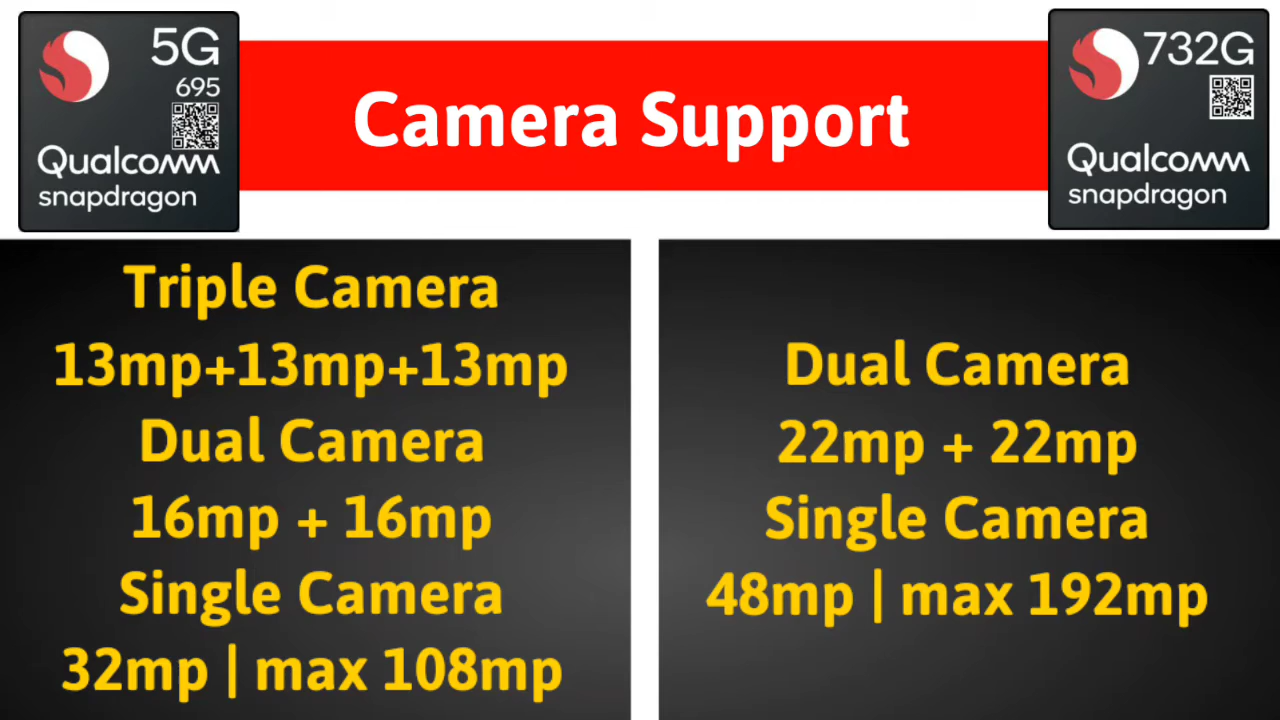 5G
695
Qualcomm
snapdragon
Camera Support
732G
Qualcomm
snapdragon
Triple Camera
13mp+13mp+13mp
Dual Camera
16mp + 16mp
Single Camera
32mp | max 108mp
Dual Camera
22mp + 22mp
Single Camera
48mp | max 192mp